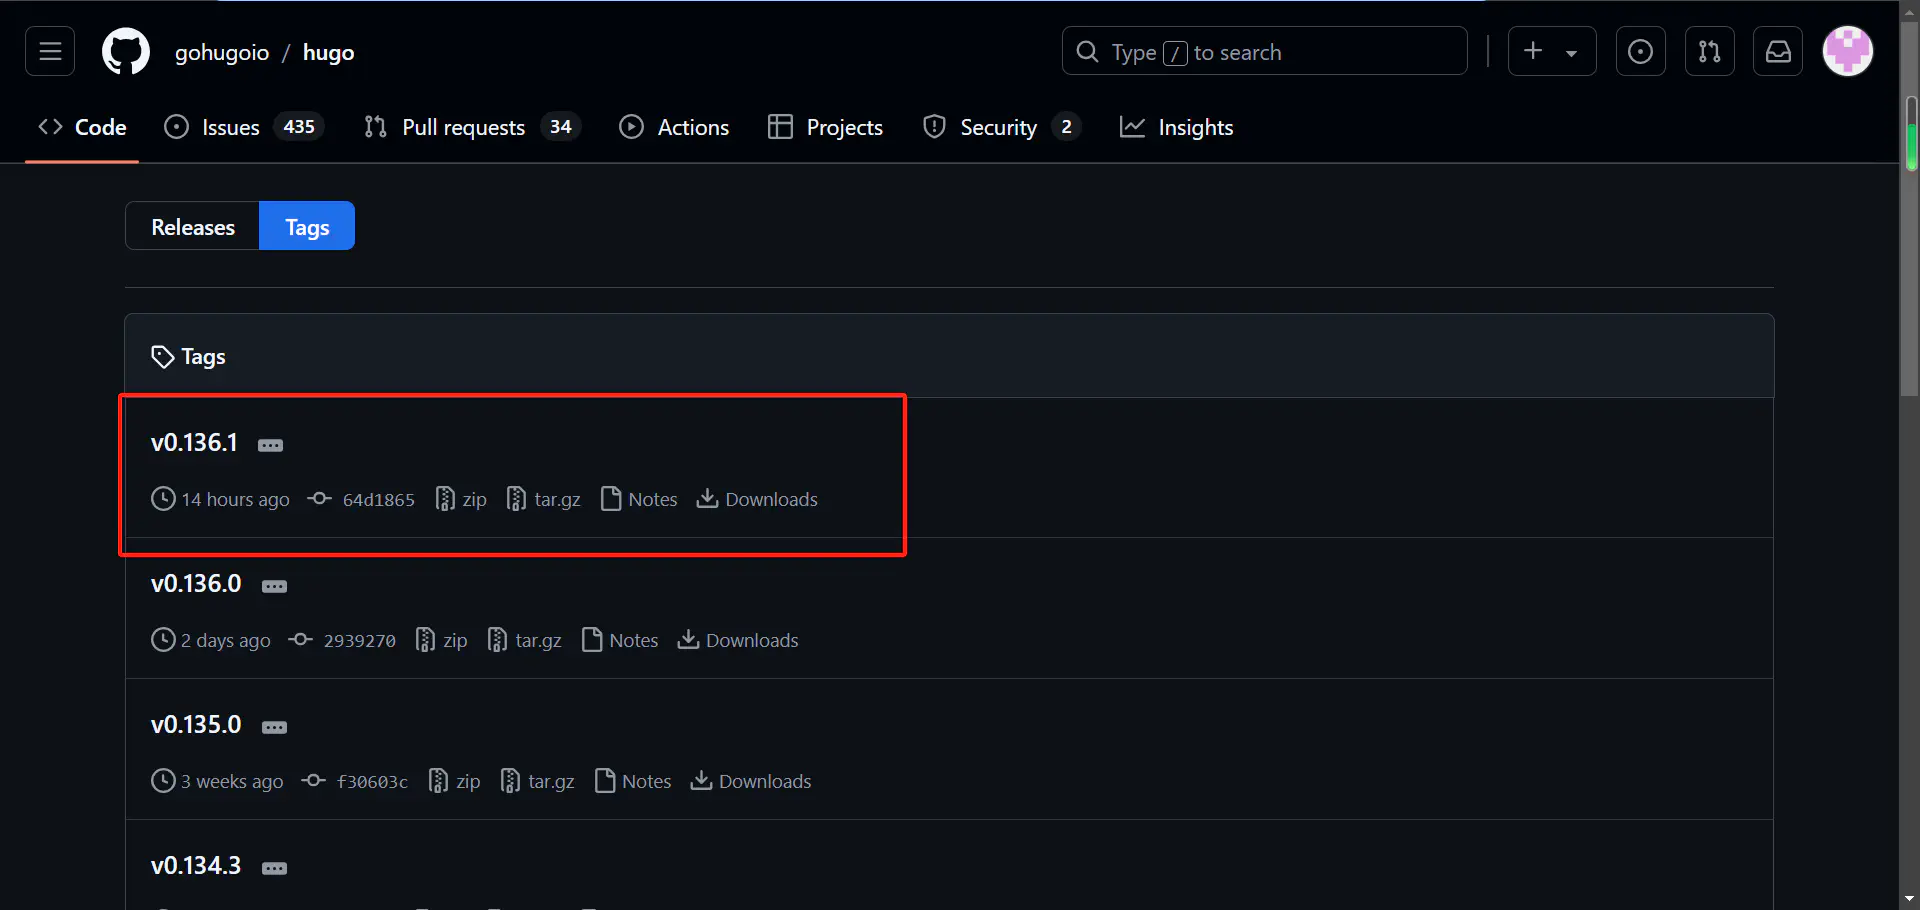 gohugoio / hugo
Type / to search
Code Issues 435 Pull requests 34 Actions Projects Security 2 Insights
Releases Tags
Tags
v0.136.1
14 hours ago 64d1865 zip tar.gz Notes Downloads
v0.136.0
2 days ago 2939270 zip tar.gz Notes Downloads
v0.135.0
3 weeks ago f30603c zip tar.gz Notes Downloads
v0.134.3